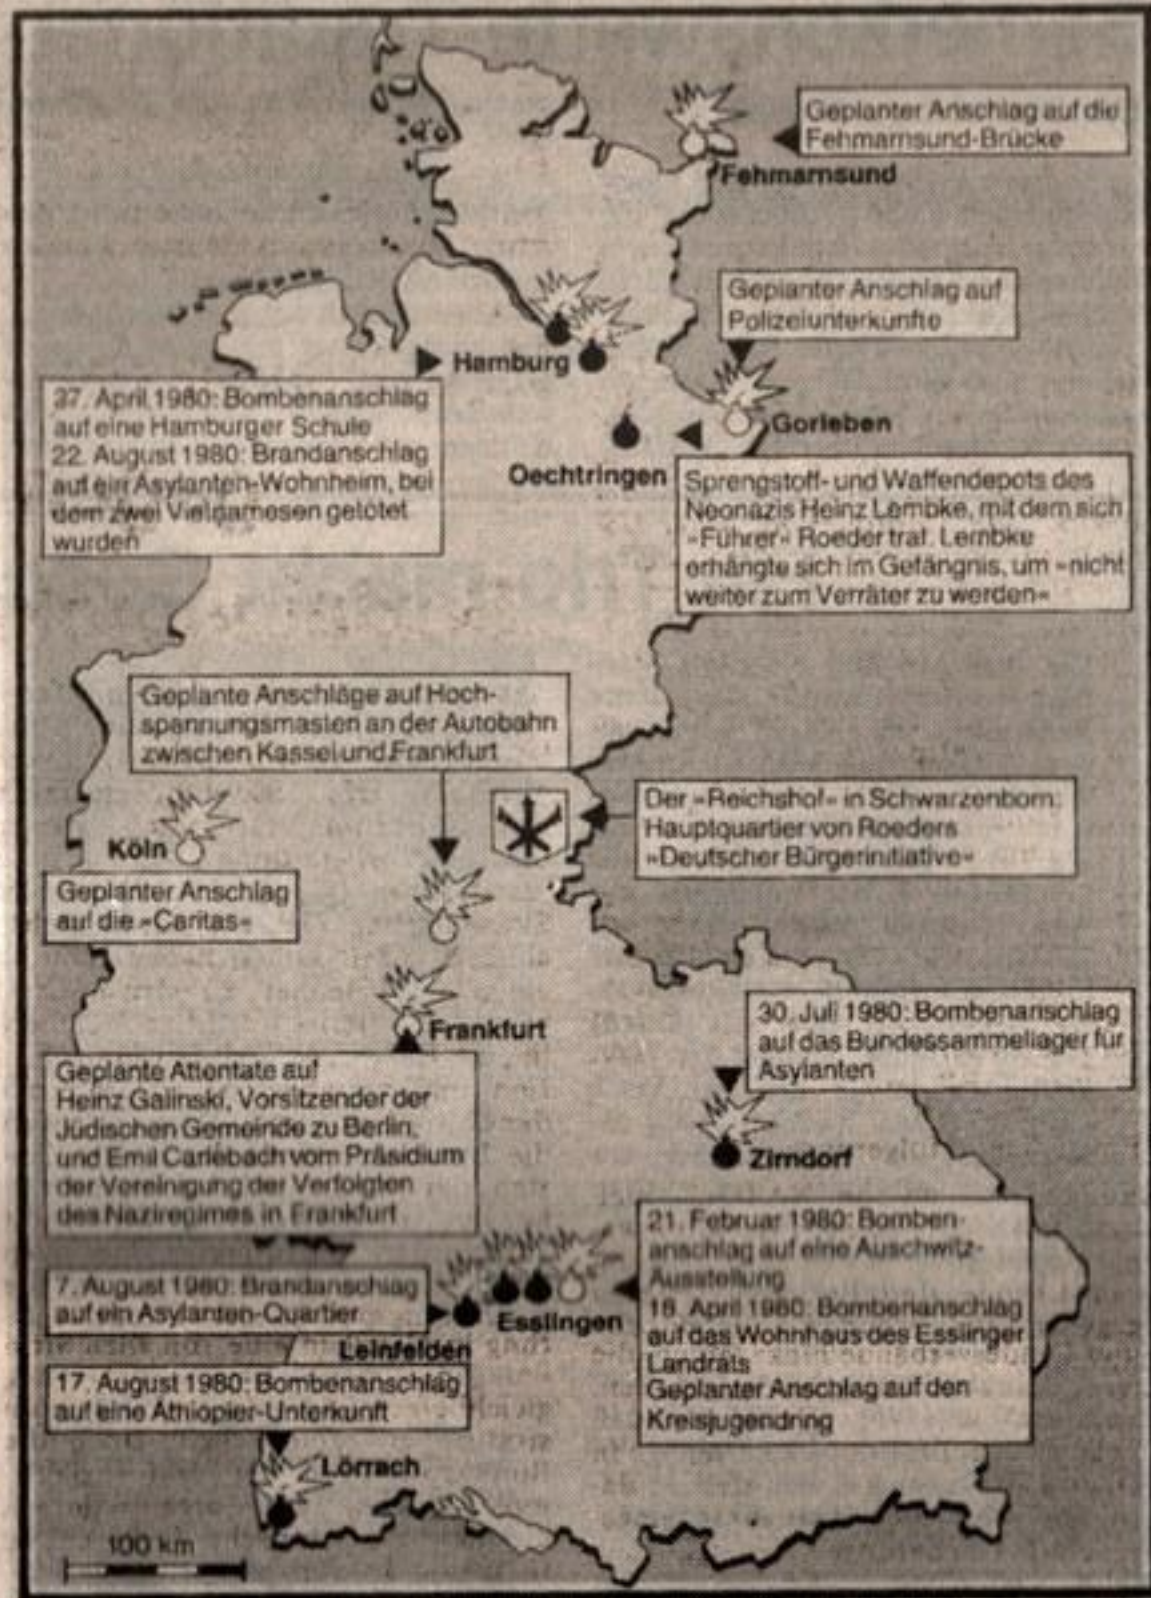 Geplanter Anschlag auf die
Fehmarnsund-Brücke
Fehmarnsund
Geplanter Anschlag auf
Polizeiunterkünfte
Hamburg
Gorleben
27. April 1980: Bombenanschlag
auf eine Hamburger Schule
22. August 1980: Brandanschlag
auf ein Asylanten-Wohnheim, bei
dem zwei Vietnamesen getötet
wurden
Oechtringen
Sprengstoff- und Waffendepots des
Neonazis Heinz Lembke, mit dem sich
»Führer« Roeder traf. Lembke
erhängte sich im Gefängnis, um »nicht
weiter zum Verräter zu werden«
Geplante Anschläge auf Hoch-
spannungsmasten an der Autobahn
zwischen Kassel und Frankfurt
Der »Reichshof« in Schwarzenborn:
Hauptquartier von Roeders
»Deutscher Bürgerinitiative«
Köln
Geplanter Anschlag
auf die »Caritas«
Frankfurt
Geplante Attentate auf
Heinz Galinski, Vorsitzender der
Jüdischen Gemeinde zu Berlin,
und Emil Carlebach vom Präsidium
der Vereinigung der Verfolgten
des Naziregimes in Frankfurt
30. Juli 1980: Bombenanschlag
auf das Bundessammellager für
Asylanten
Zirndorf
21. Februar 1980: Bomben-
anschlag auf eine Auschwitz-
Ausstellung
18. April 1980: Bombenanschlag
auf das Wohnhaus des Esslinger
Landrats
Geplanter Anschlag auf den
Kreisjugendring
7. August 1980: Brandanschlag
auf ein Asylanten-Quartier
Esslingen
Leinfelden
17. August 1980: Bombenanschlag
auf eine Äthiopier-Unterkunft
Lörrach
100 km